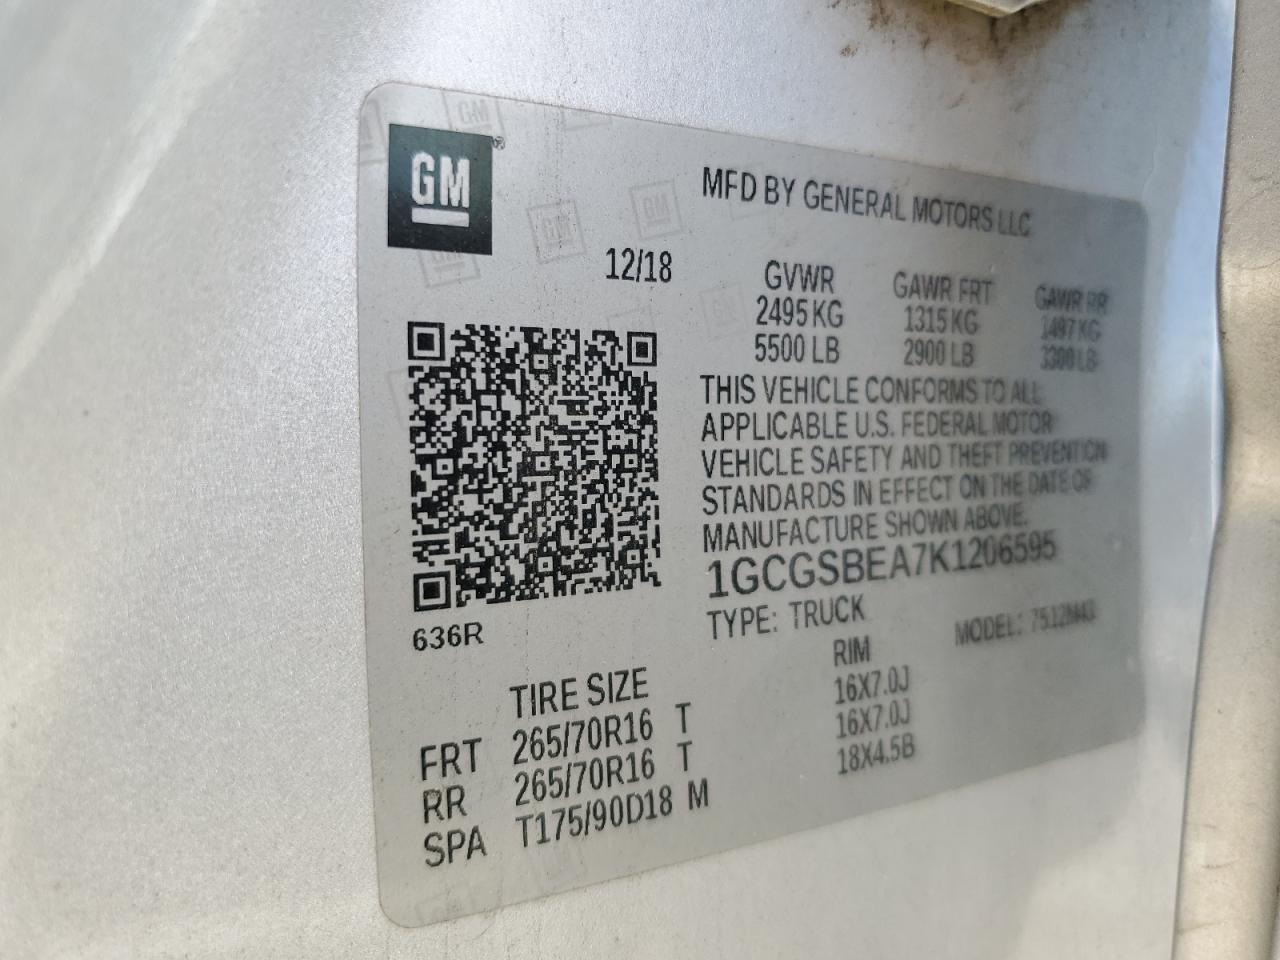 GM
MFD BY GENERAL MOTORS LLC
12/18
GVWR GAWR FRT GAWR RR
2495 KG 1315 KG 1497 KG
5500 LB 2900 LB 3300 LB
THIS VEHICLE CONFORMS TO ALL
APPLICABLE U.S. FEDERAL MOTOR
VEHICLE SAFETY AND THEFT PREVENTION
STANDARDS IN EFFECT ON THE DATE OF
MANUFACTURE SHOWN ABOVE.
1GCGSBEA7K1206595
TYPE: TRUCK MODEL:
636R
TIRE SIZE RIM
FRT 265/70R16 T 16X7.0J
RR 265/70R16 T 16X7.0J
SPA T175/90D18 M 18X4.5B